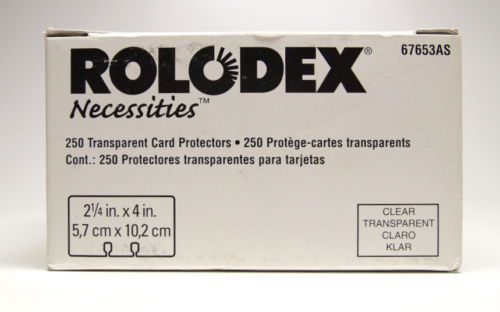 ROLODEX® 67653AS
Necessities™
250 Transparent Card Protectors • 250 Protège-cartes transparents
Cont.: 250 Protectores transparentes para tarjetas
2¼ in. x 4 in.
5,7 cm x 10,2 cm
CLEAR
TRANSPARENT
CLARO
KLAR